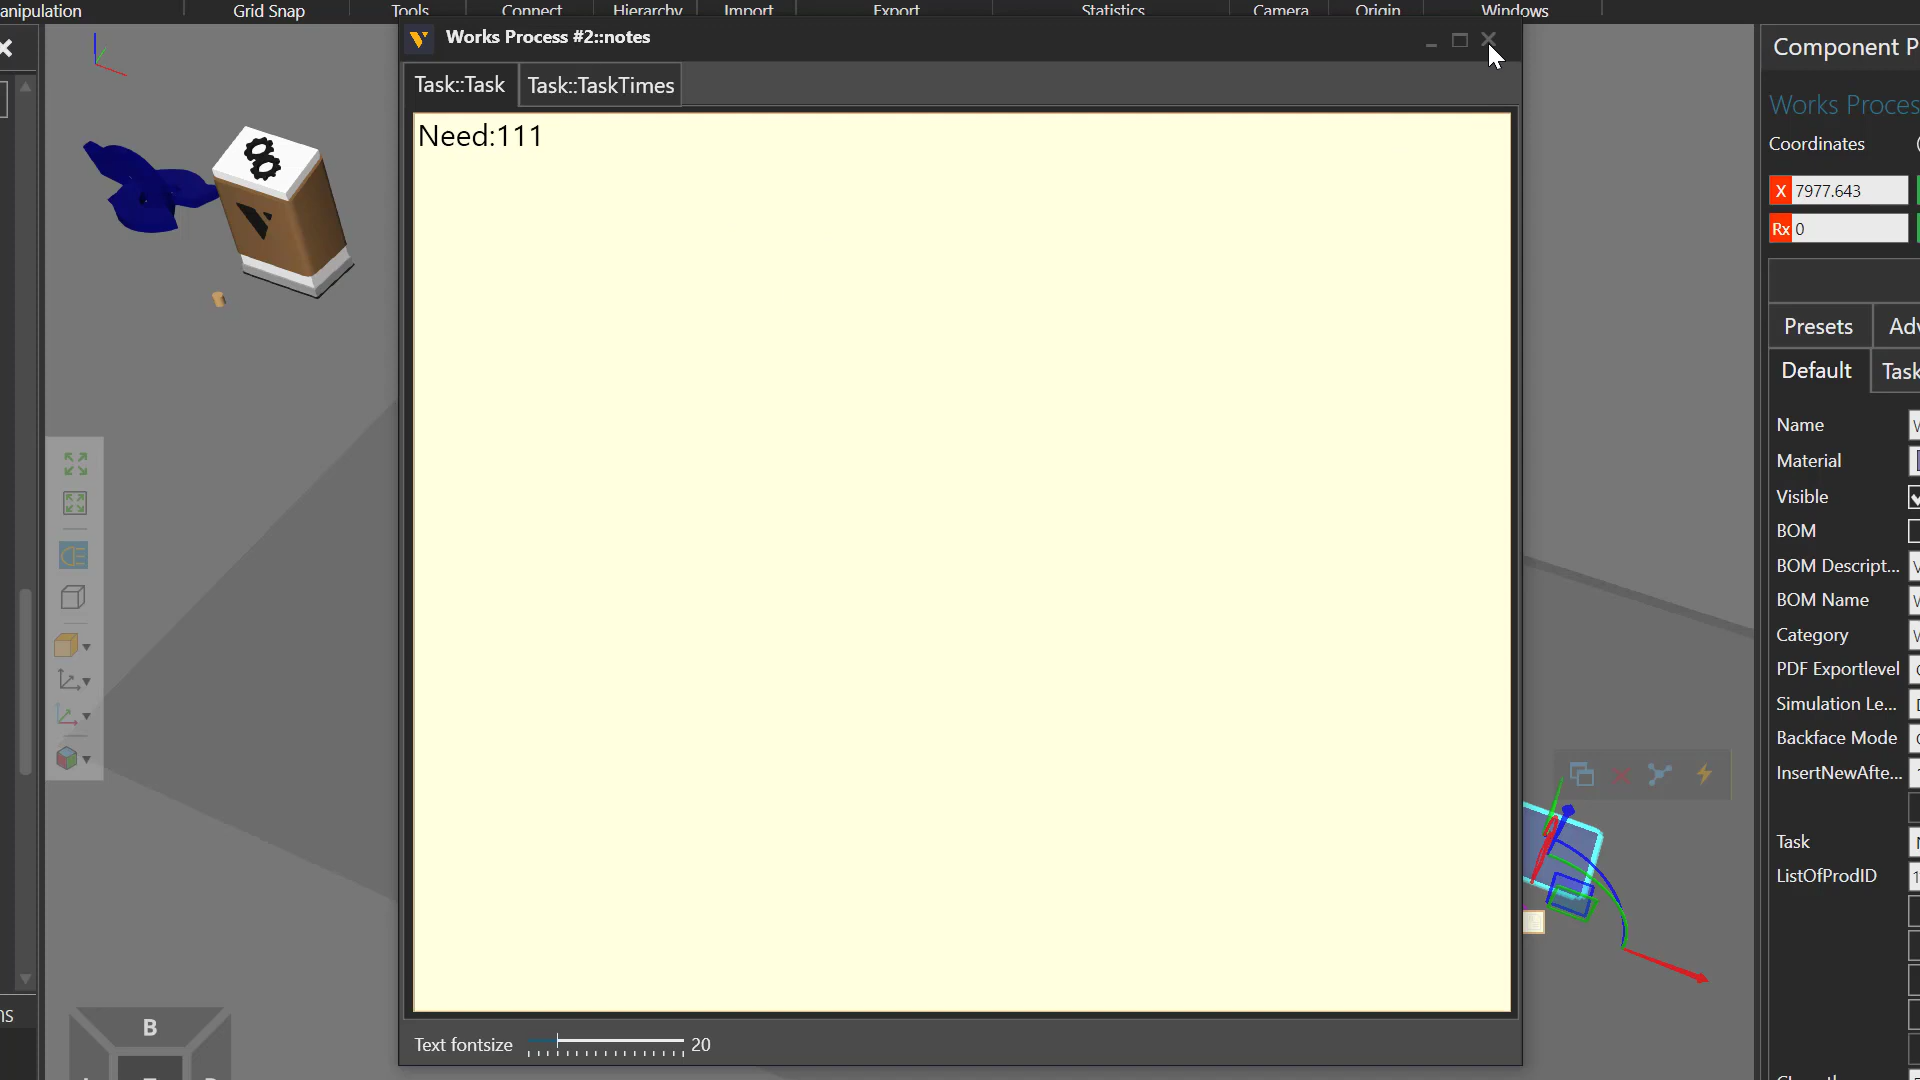 anipulation Grid Snap Tools Connect Hierarchy Import Export Statistics Camera Origin Windows
Works Process #2::notes
Component P
Task::Task Task::TaskTimes
Need:111
Works Proces
Coordinates
X 7977.643
Rx 0
Presets Adv
Default Task
Name
Material
Visible
BOM
BOM Descript...
BOM Name
Category
PDF Exportlevel
Simulation Le...
Backface Mode
InsertNewAfte...
Task
ListOfProdID
ns
B
Text fontsize 20